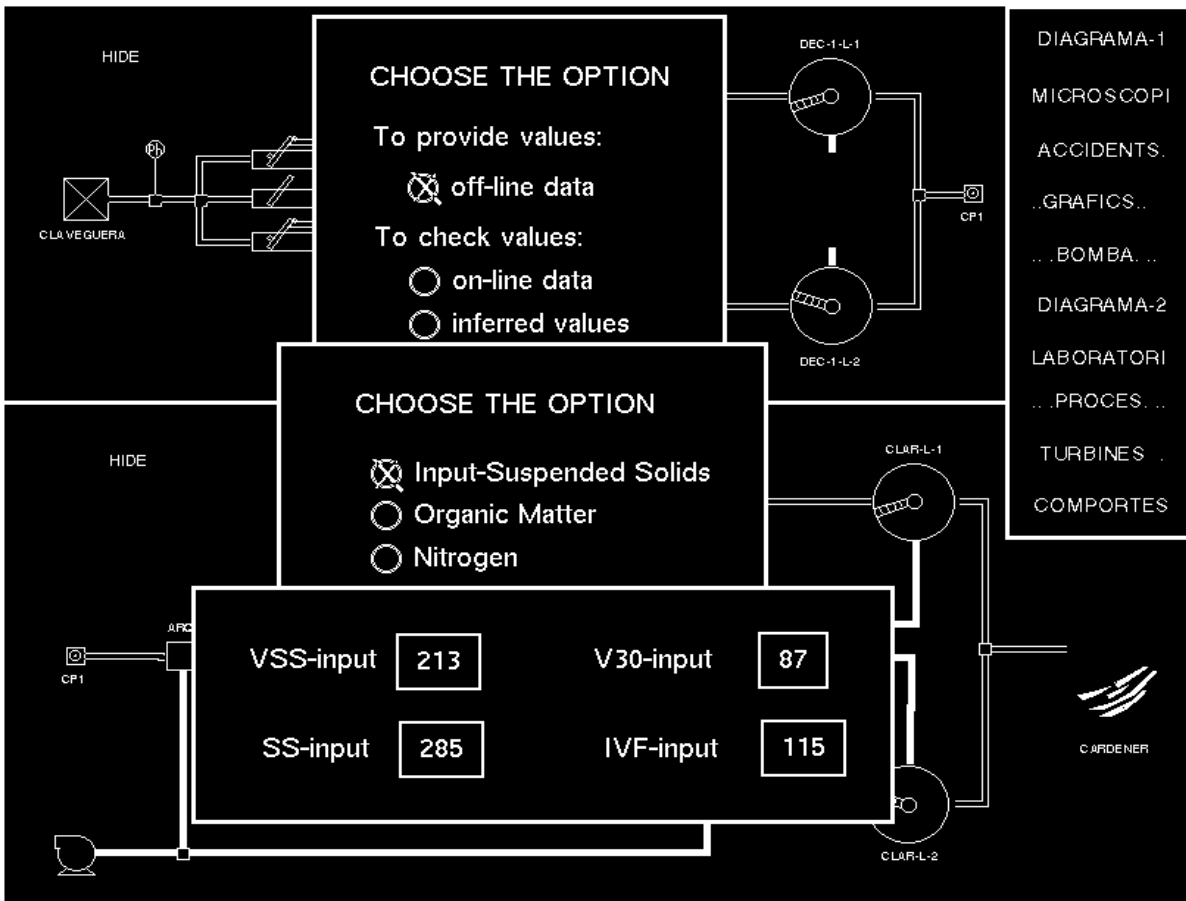 HIDE
CHOOSE THE OPTION
To provide values:
off-line data
To check values:
on-line data
inferred values
Ph
CLAVEGUERA
DEC-1-L-1
DEC-1-L-2
CP1
DIAGRAMA-1
MICROSCOPI
ACCIDENTS.
..GRAFICS..
.. .BOMBA. ..
DIAGRAMA-2
LABORATORI
.. .PROCES. ..
TURBINES .
COMPORTES
HIDE
CHOOSE THE OPTION
Input-Suspended Solids
Organic Matter
Nitrogen
CLAR-L-1
ARQ
CP1
VSS-input 213
V30-input 87
SS-input 285
IVF-input 115
CARDENER
CLAR-L-2